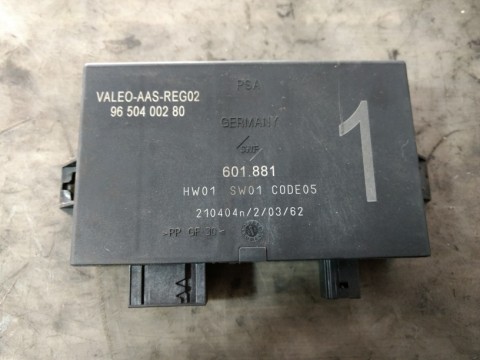 VALEO-AAS-REG02
96 504 002 80
PSA
GERMANY
601.881
HW01 SW01 CODE05
210404n/2/03/62
1